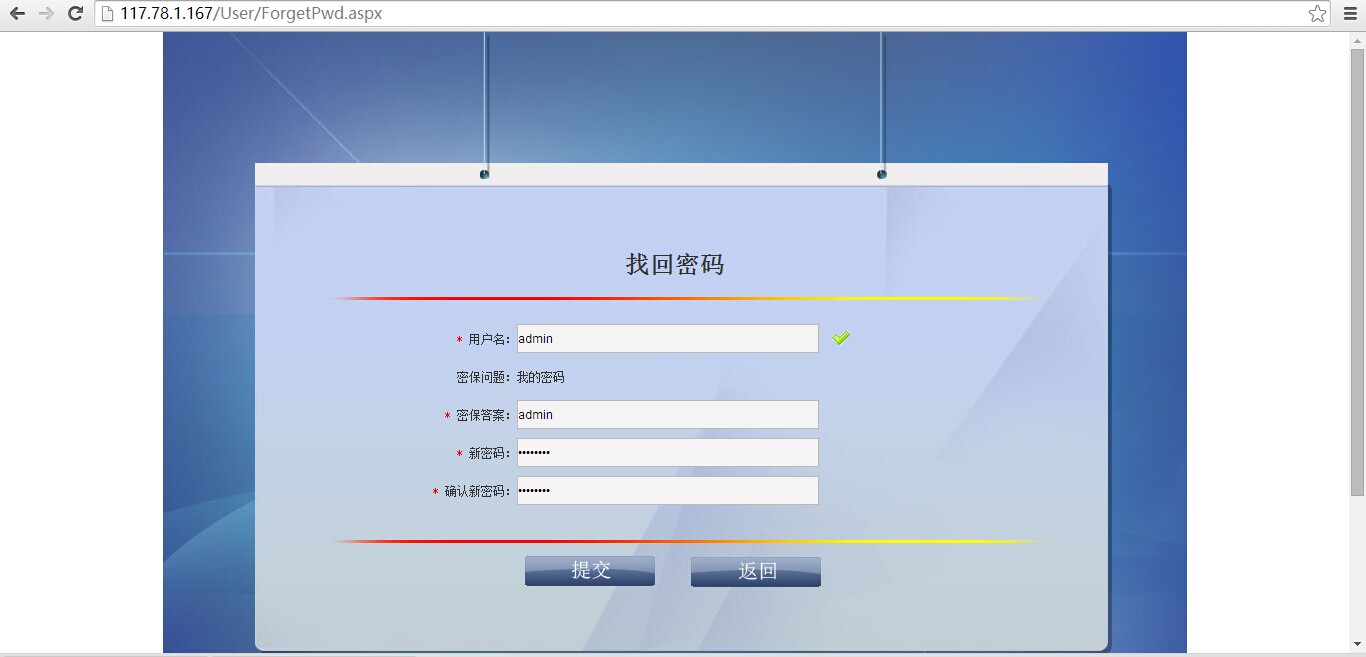 117.78.1.167/User/ForgetPwd.aspx
找回密码
* 用户名： admin
密保问题： 我的密码
* 密保答案： admin
* 新密码： ••••••••
* 确认新密码： ••••••••
提交 返回